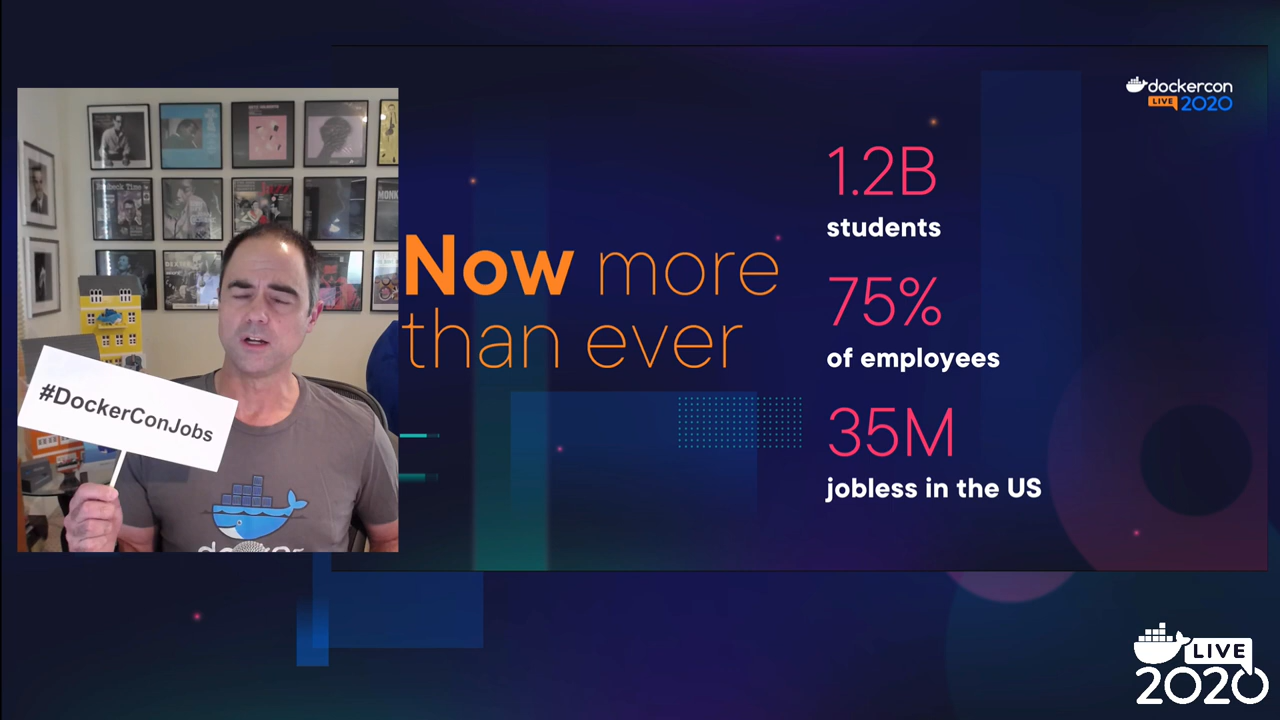 #DockerConJobs
docker
Now more
than ever
dockercon
LIVE 2020
1.2B
students
75%
of employees
35M
jobless in the US
LIVE
2020